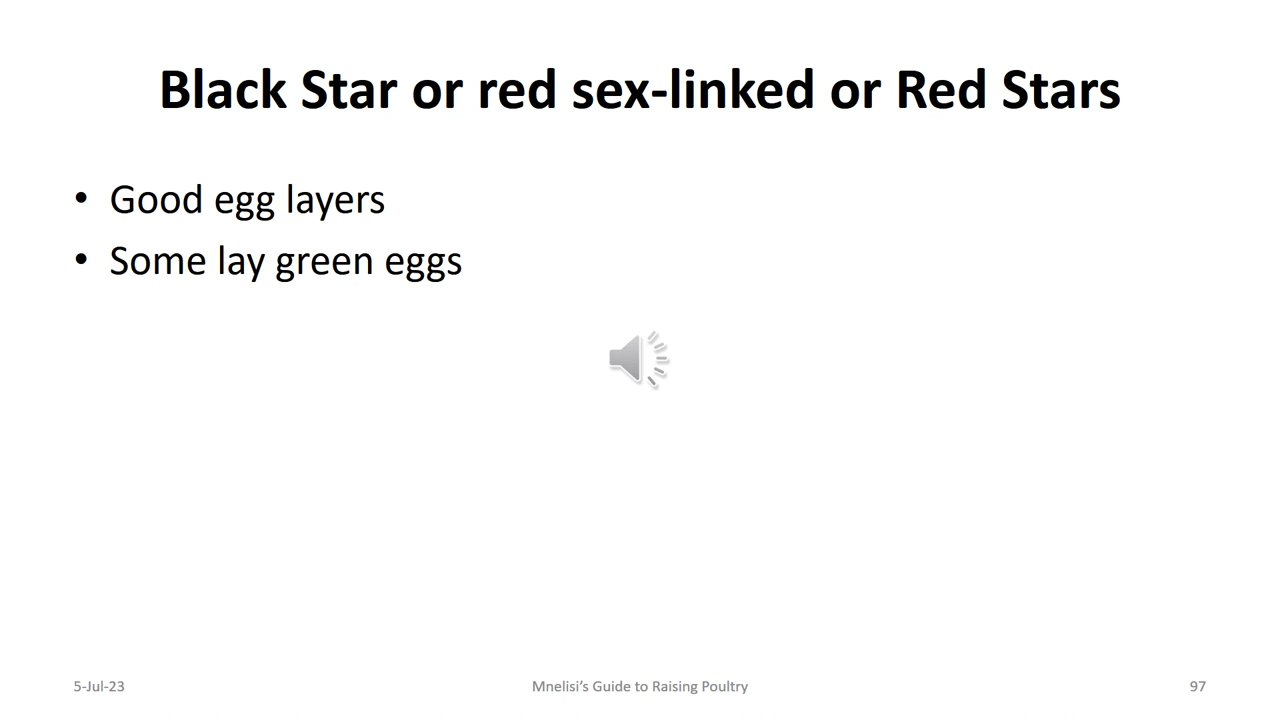 Black Star or red sex-linked or Red Stars
• Good egg layers
• Some lay green eggs
5-Jul-23
Mnelisi’s Guide to Raising Poultry
97